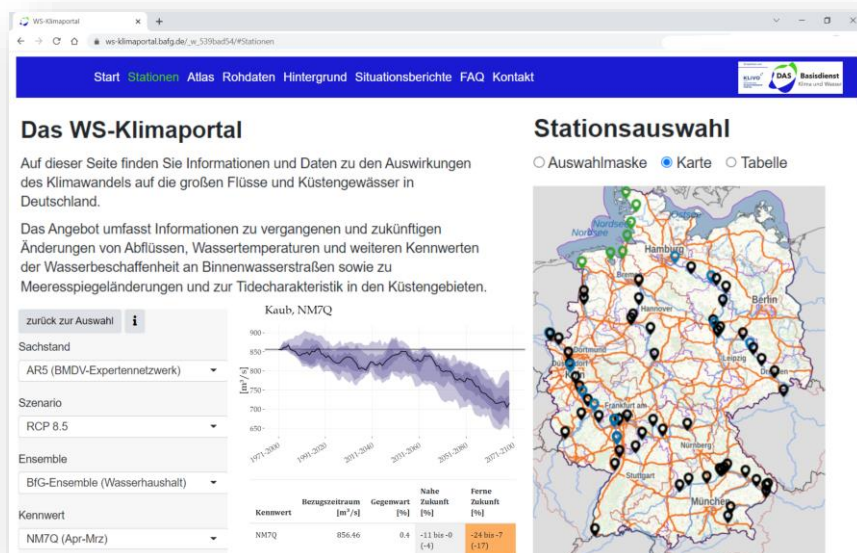 WS-Klimaportal
ws-klimaportal.bafg.de/_w_539bad54/#Stationen
Start Stationen Atlas Rohdaten Hintergrund Situationsberichte FAQ Kontakt
KLIVO
DAS Basisdienst
Klima und Wasser
Das WS-Klimaportal
Auf dieser Seite finden Sie Informationen und Daten zu den Auswirkungen
des Klimawandels auf die großen Flüsse und Küstengewässer in
Deutschland.
Das Angebot umfasst Informationen zu vergangenen und zukünftigen
Änderungen von Abflüssen, Wassertemperaturen und weiteren Kennwerten
der Wasserbeschaffenheit an Binnenwasserstraßen sowie zu
Meeresspiegeländerungen und zur Tidecharakteristik in den Küstengebieten.
zurück zur Auswahl i
Sachstand
AR5 (BMDV-Expertennetzwerk)
Szenario
RCP 8.5
Ensemble
BfG-Ensemble (Wasserhaushalt)
Kennwert
NM7Q (Apr-Mrz)
Kaub, NM7Q
[m³/s]
900
850
800
750
700
650
1971-2000 1991-2020 2011-2040 2031-2060 2051-2080 2071-2100
Kennwert Bezugszeitraum [m³/s] Gegenwart [%] Nahe Zukunft [%] Ferne Zukunft [%]
NM7Q 856.46 0.4 -11 bis -0 (-4) -24 bis -7 (-17)
Stationsauswahl
Auswahlmaske Karte Tabelle
Nordsee
Nordsee
Ostsee
Hamburg
Berlin
Hannover
Dortmund
Leipzig
Köln
Frankfurt am
Nürnberg
Stuttgart
München